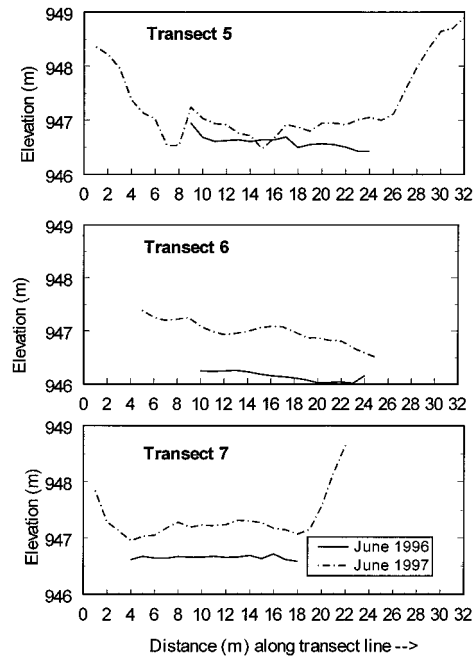 Transect 5
Elevation (m)
949
948
947
946
0 2 4 6 8 10 12 14 16 18 20 22 24 26 28 30 32
Transect 6
Elevation (m)
949
948
947
946
0 2 4 6 8 10 12 14 16 18 20 22 24 26 28 30 32
Transect 7
Elevation (m)
949
948
947
946
June 1996
June 1997
0 2 4 6 8 10 12 14 16 18 20 22 24 26 28 30 32
Distance (m) along transect line -->